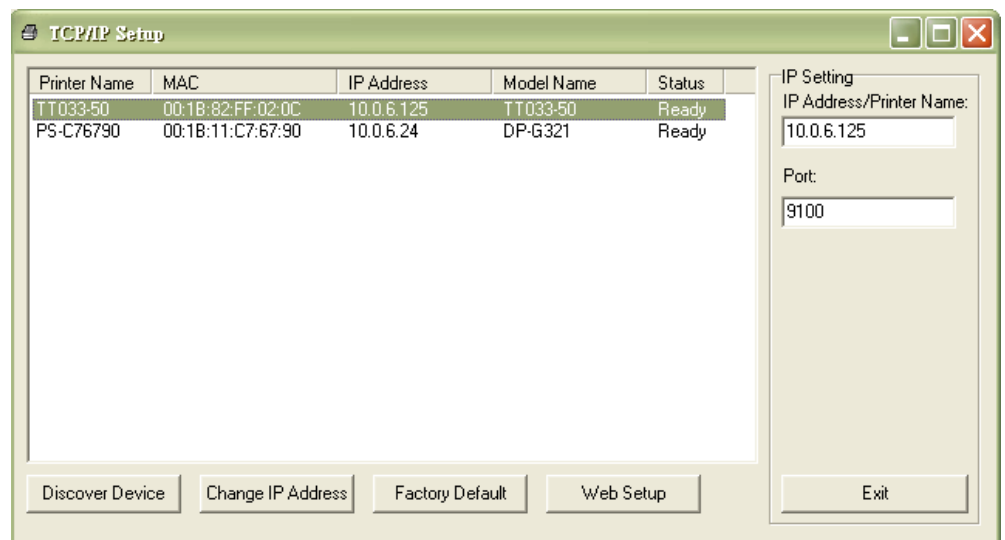 TCP/IP Setup
Printer Name MAC IP Address Model Name Status
TT033-50 00:1B:82:FF:02:0C 10.0.6.125 TT033-50 Ready
PS-C76790 00:1B:11:C7:67:90 10.0.6.24 DP-G321 Ready
IP Setting
IP Address/Printer Name:
10.0.6.125
Port:
9100
Discover Device Change IP Address Factory Default Web Setup Exit